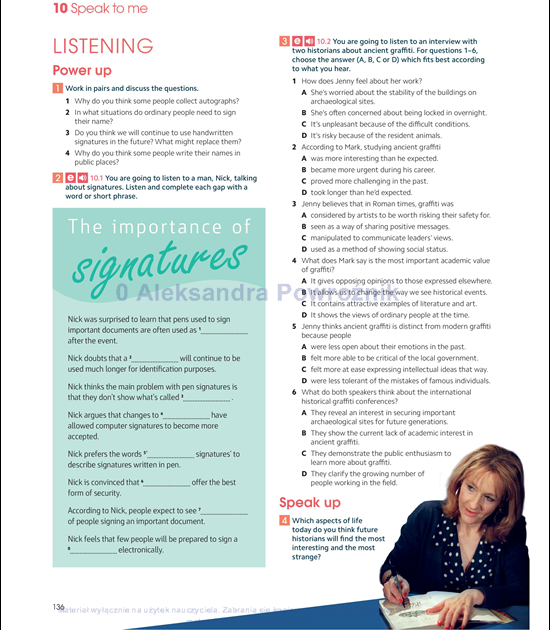 10 Speak to me
LISTENING
Power up
1 Work in pairs and discuss the questions.
1 Why do you think some people collect autographs?
2 In what situations do ordinary people need to sign
their name?
3 Do you think we will continue to use handwritten
signatures in the future? What might replace them?
4 Why do you think some people write their names in
public places?
2 10.1 You are going to listen to a man, Nick, talking
about signatures. Listen and complete each gap with a
word or short phrase.
The importance of
signatures
Nick was surprised to learn that pens used to sign
important documents are often used as 1____________
after the event.
Nick doubts that a 2____________ will continue to be
used much longer for identification purposes.
Nick thinks the main problem with pen signatures is
that they don't show what's called 3____________ .
Nick argues that changes to 4____________ have
allowed computer signatures to become more
accepted.
Nick prefers the words 5'____________ signatures' to
describe signatures written in pen.
Nick is convinced that 6____________ offer the best
form of security.
According to Nick, people expect to see 7____________
of people signing an important document.
Nick feels that few people will be prepared to sign a
8____________ electronically.
3 10.2 You are going to listen to an interview with
two historians about ancient graffiti. For questions 1–6,
choose the answer (A, B, C or D) which fits best according
to what you hear.
1 How does Jenny feel about her work?
A She's worried about the stability of the buildings on
archaeological sites.
B She's often concerned about being locked in overnight.
C It's unpleasant because of the difficult conditions.
D It's risky because of the resident animals.
2 According to Mark, studying ancient graffiti
A was more interesting than he expected.
B became more urgent during his career.
C proved more challenging in the past.
D took longer than he'd expected.
3 Jenny believes that in Roman times, graffiti was
A considered by artists to be worth risking their safety for.
B seen as a way of sharing positive messages.
C manipulated to communicate leaders' views.
D used as a method of showing social status.
4 What does Mark say is the most important academic value
of graffiti?
A It gives opposing opinions to those expressed elsewhere.
B It allows us to change the way we see historical events.
C It contains attractive examples of literature and art.
D It shows the views of ordinary people at the time.
5 Jenny thinks ancient graffiti is distinct from modern graffiti
because people
A were less open about their emotions in the past.
B felt more able to be critical of the local government.
C felt more at ease expressing intellectual ideas that way.
D were less tolerant of the mistakes of famous individuals.
6 What do both speakers think about the international
historical graffiti conferences?
A They reveal an interest in securing important
archaeological sites for future generations.
B They show the current lack of academic interest in
ancient graffiti.
C They demonstrate the public enthusiasm to
learn more about graffiti.
D They clarify the growing number of
people working in the field.
Speak up
4 Which aspects of life
today do you think future
historians will find the most
interesting and the most
strange?
0 Aleksandra Powroźnik
136
Materiał wyłącznie na użytek nauczyciela. Zabrania się